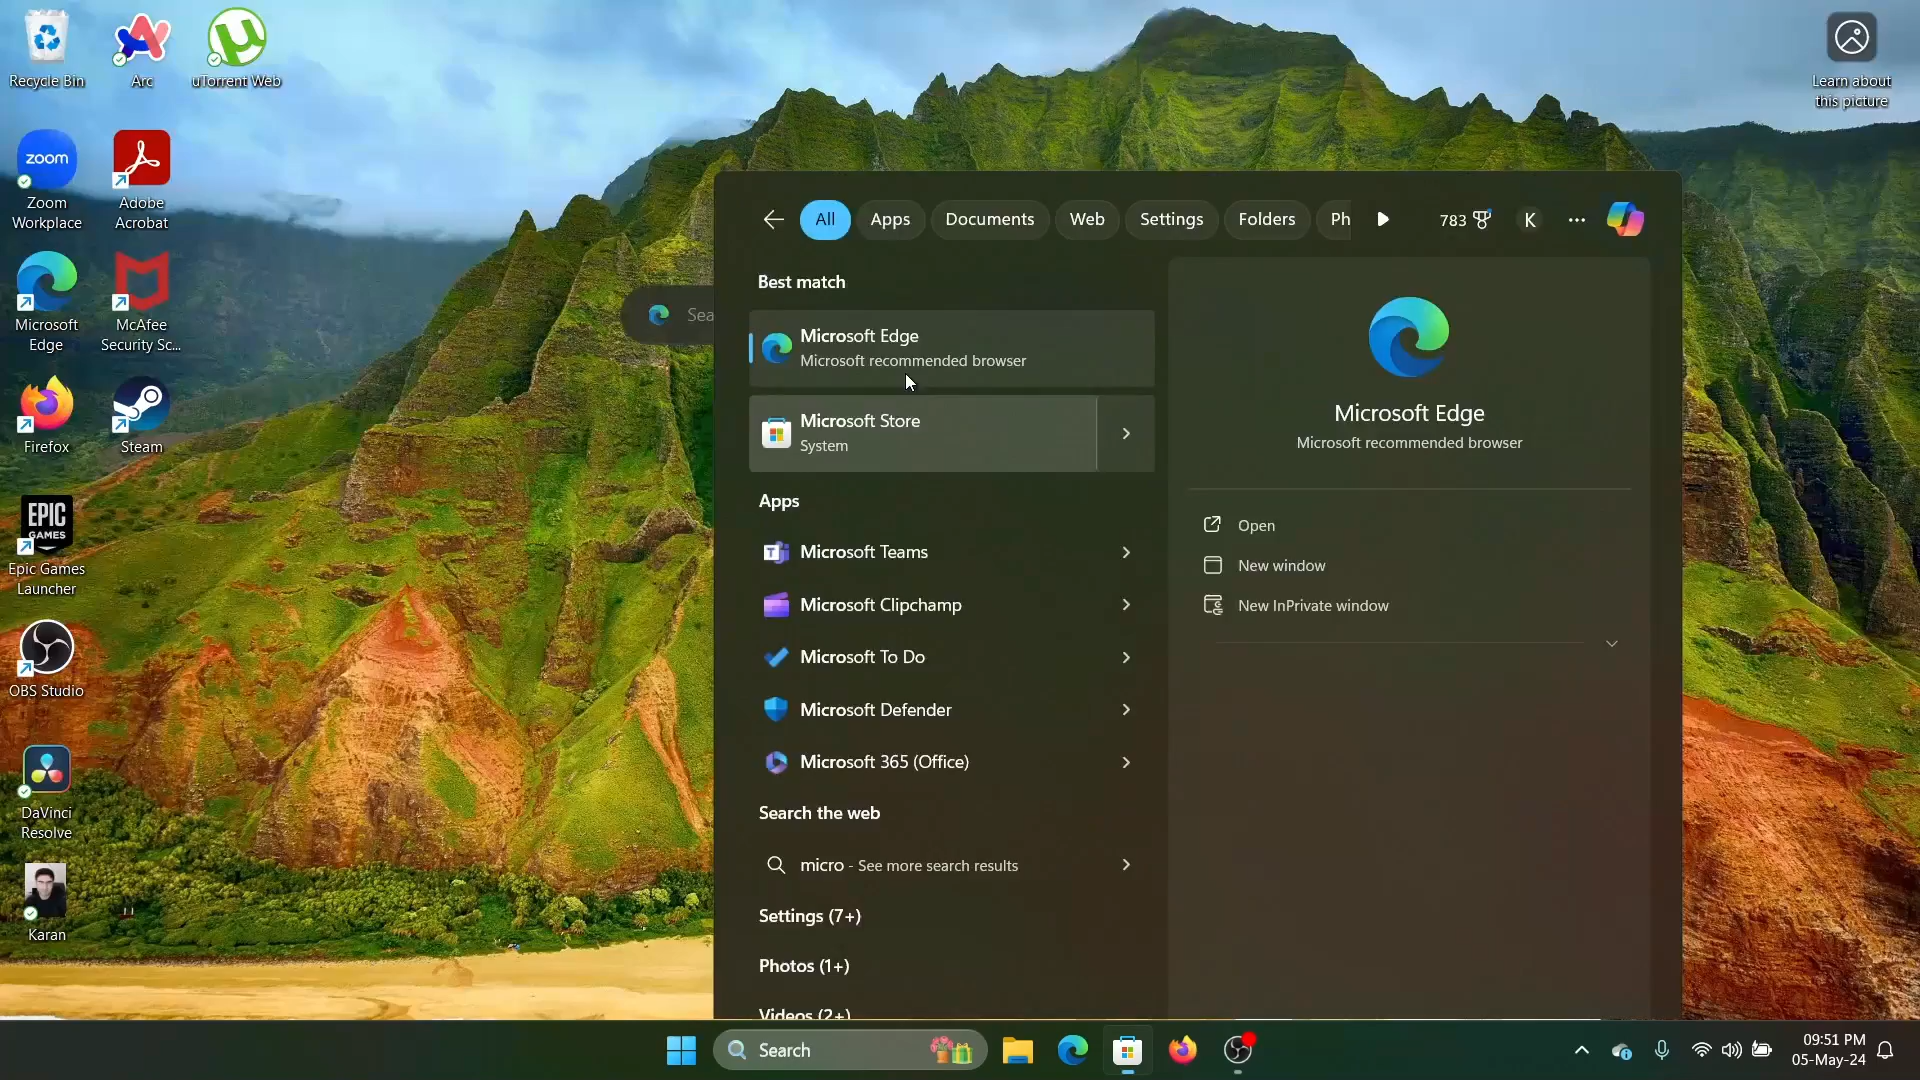 Recycle Bin
Arc
uTorrent Web
zoom
Zoom
Workplace
Adobe
Acrobat
Microsoft
Edge
McAfee
Security Sc...
Firefox
Steam
EPIC
GAMES
Epic Games
Launcher
OBS Studio
DaVinci
Resolve
Karan
Learn about
this picture
Sea
All
Apps
Documents
Web
Settings
Folders
Ph
783
K
Best match
Microsoft Edge
Microsoft recommended browser
Microsoft Store
System
Apps
Microsoft Teams
Microsoft Clipchamp
Microsoft To Do
Microsoft Defender
Microsoft 365 (Office)
Search the web
micro - See more search results
Settings (7+)
Photos (1+)
Videos (2+)
Microsoft Edge
Microsoft recommended browser
Open
New window
New InPrivate window
Search
09:51 PM
05-May-24